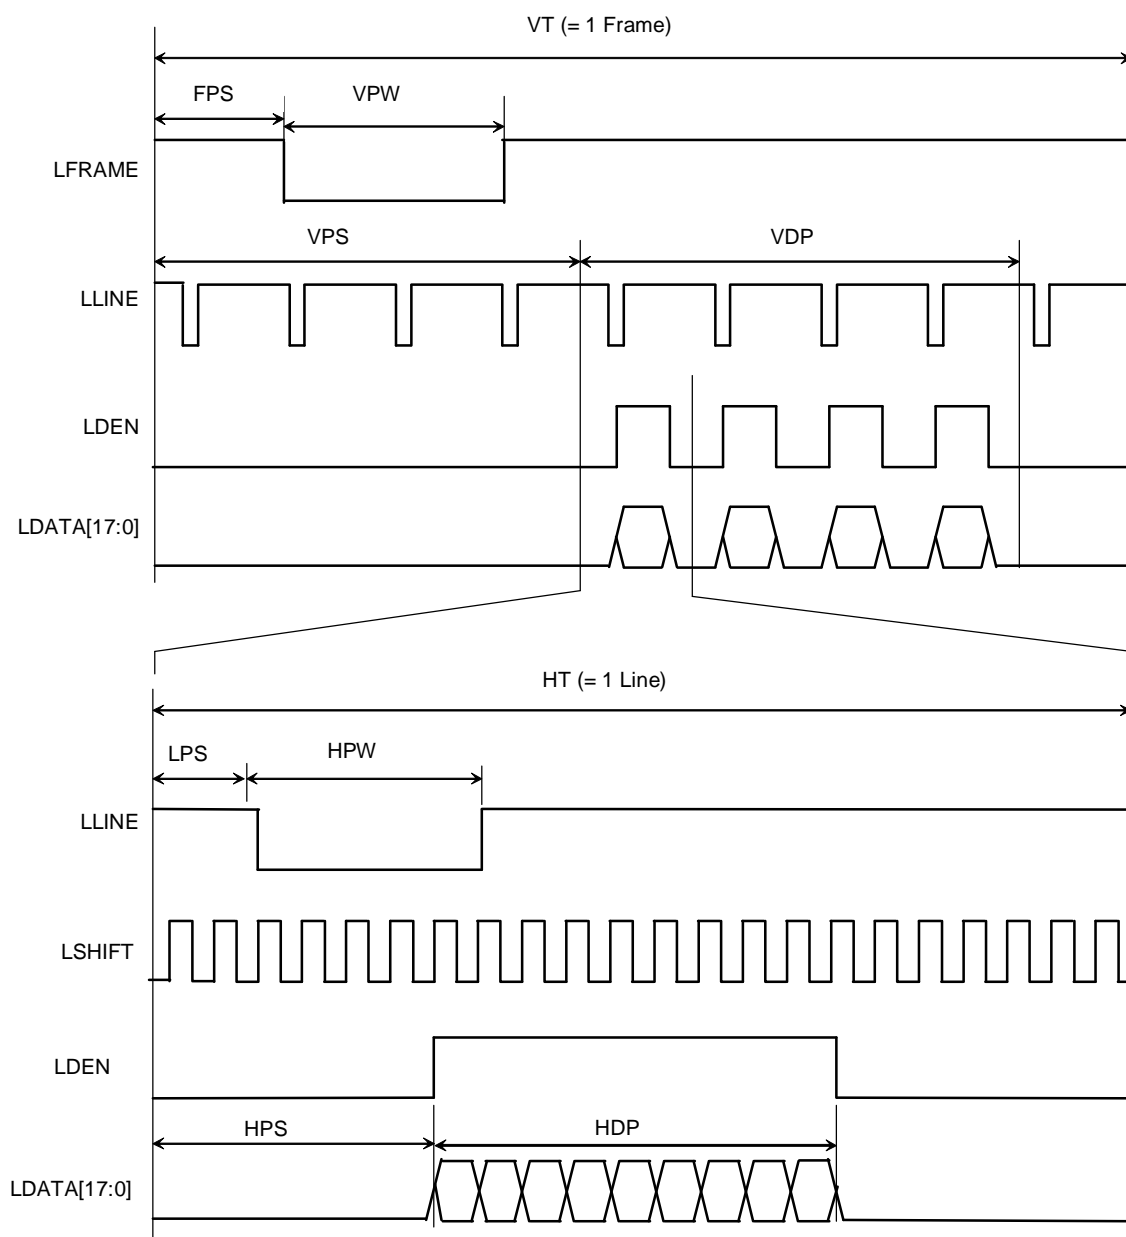 VT (= 1 Frame)
FPS
VPW
LFRAME
VPS
VDP
LLINE
LDEN
LDATA[17:0]
HT (= 1 Line)
LPS
HPW
LLINE
LSHIFT
LDEN
HPS
HDP
LDATA[17:0]